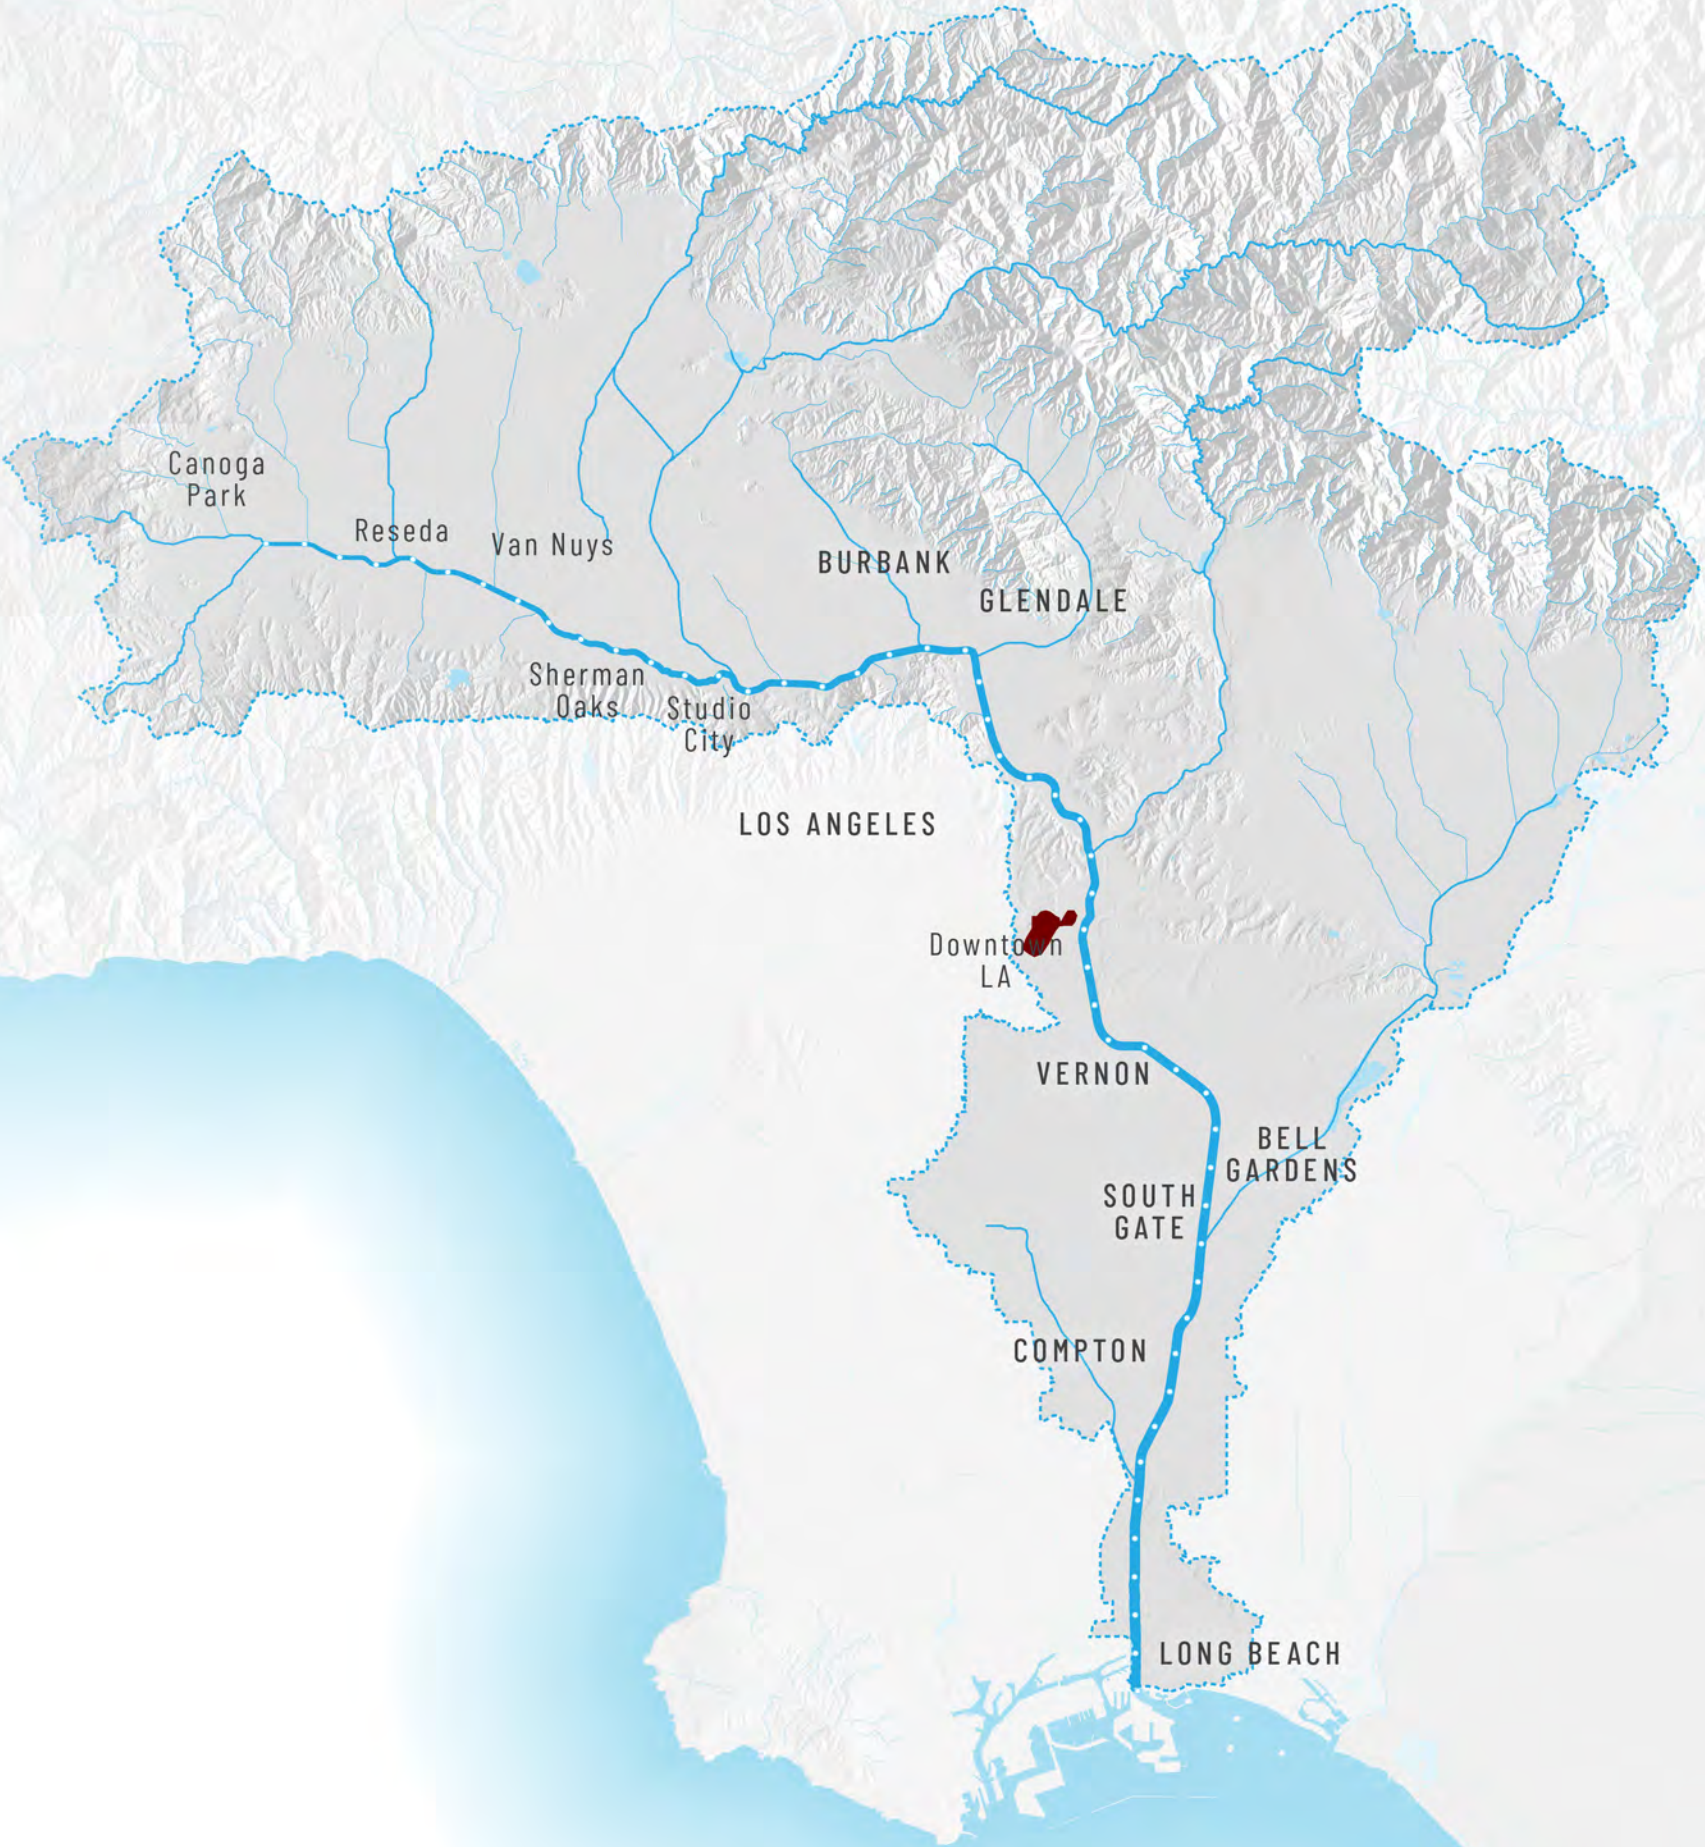 Canoga
Park
Reseda
Van Nuys
BURBANK
GLENDALE
Sherman
Oaks
Studio
City
LOS ANGELES
Downtown
LA
VERNON
BELL
GARDENS
SOUTH
GATE
COMPTON
LONG BEACH